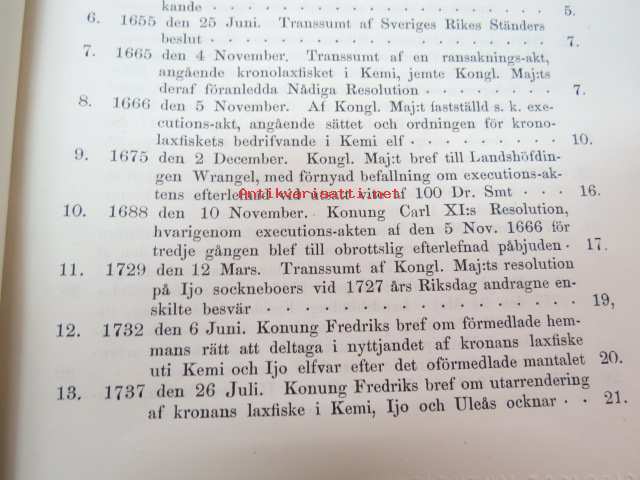 kande . . . . . . . . . . . . . . . . 5.
6. 1655 den 25 Juni. Transsumt af Sveriges Rikes Ständers
beslut . . . . . . . . . . . . . . . . 7.
7. 1665 den 4 November. Transsumt af en ransaknings-akt,
angående kronolaxfisket i Kemi, jemte Kongl. Maj:ts
deraf föranledda Nådiga Resolution . . . . . . . 7.
8. 1666 den 5 November. Af Kongl. Maj:t fastställd s. k. exe-
cutions-akt, angående sättet och ordningen för krono-
laxfiskets bedrifvande i Kemi elf . . . . . . . . 10.
9. 1675 den 2 December. Kongl. Maj:t bref till Landshöfdin-
gen Wrangel, med förnyad befallning om executions-ak-
tens efterlefnad vid af 100 Dr. Smt . . . 16.
Antikvariaatti.net
10. 1688 den 10 November. Konung Carl XI:s Resolution,
hvarigenom executions-akten af den 5 Nov. 1666 för
tredje gången blef till obrottslig efterlefnad påbjuden . 17.
11. 1729 den 12 Mars. Transsumt af Kongl. Maj:ts resolution
på Ijo sockneboers vid 1727 års Riksdag andragne en-
skilte besvär . . . . . . . . . . . . . . 19,
12. 1732 den 6 Juni. Konung Fredriks bref om förmedlade hem-
mans rätt att deltaga i nyttjandet af kronans laxfiske
uti Kemi och Ijo elfvar efter det oförmedlade mantalet 20.
13. 1737 den 26 Juli. Konung Fredriks bref om utarrendering
af kronans laxfiske i Kemi, Ijo och Uleås ocknar . . 21.